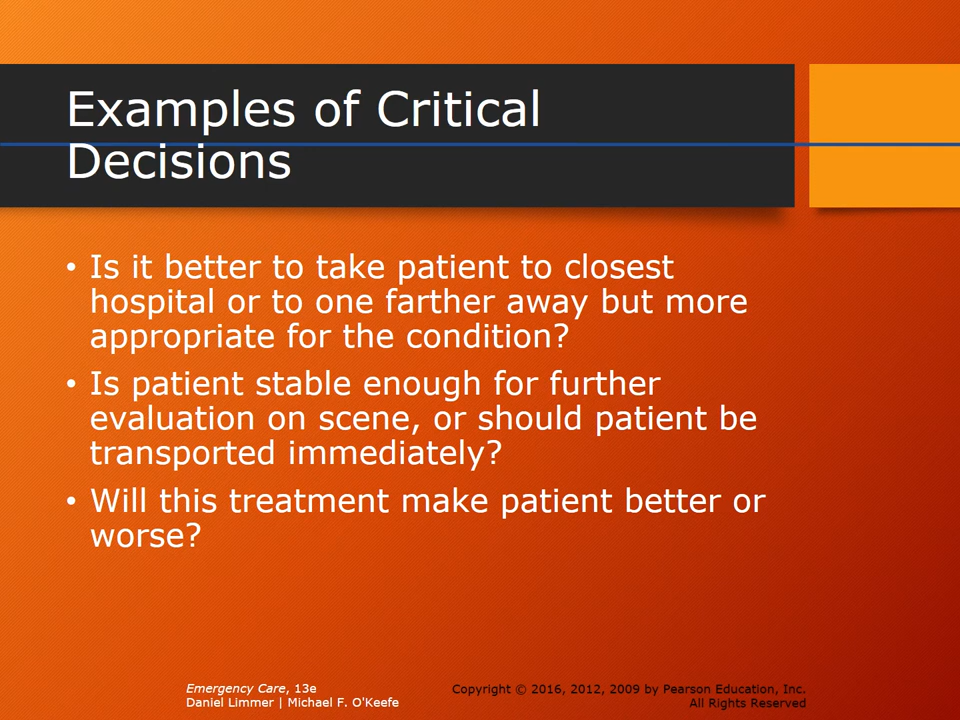 Examples of Critical
Decisions
• Is it better to take patient to closest
hospital or to one farther away but more
appropriate for the condition?
• Is patient stable enough for further
evaluation on scene, or should patient be
transported immediately?
• Will this treatment make patient better or
worse?
Emergency Care, 13e
Daniel Limmer | Michael F. O'Keefe
Copyright © 2016, 2012, 2009 by Pearson Education, Inc.
All Rights Reserved